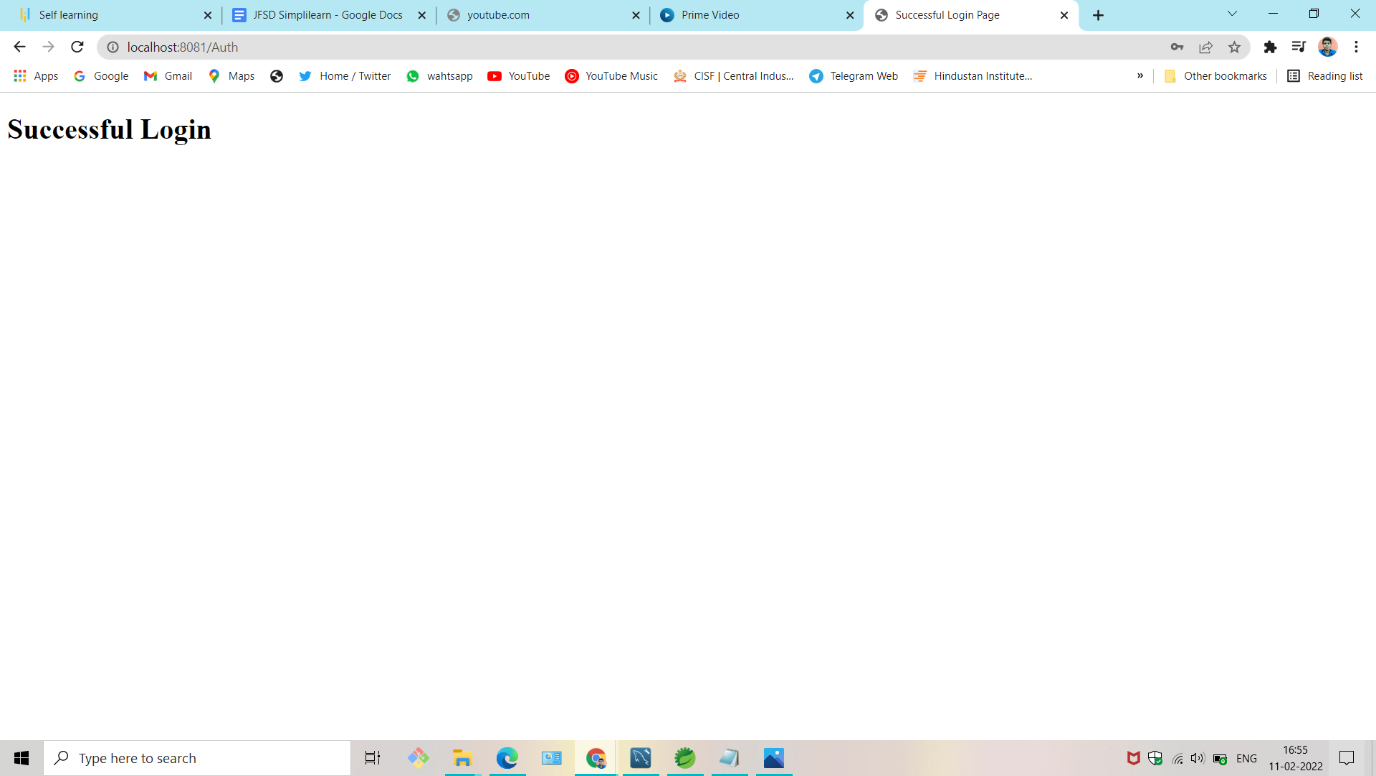 Self learning
JFSD Simplilearn - Google Docs
youtube.com
Prime Video
Successful Login Page
localhost:8081/Auth
Apps
Google
Gmail
Maps
Home / Twitter
wahtsapp
YouTube
YouTube Music
CISF | Central Indus...
Telegram Web
Hindustan Institute...
»
Other bookmarks
Reading list
Successful Login
Type here to search
ENG
16:55
11-02-2022